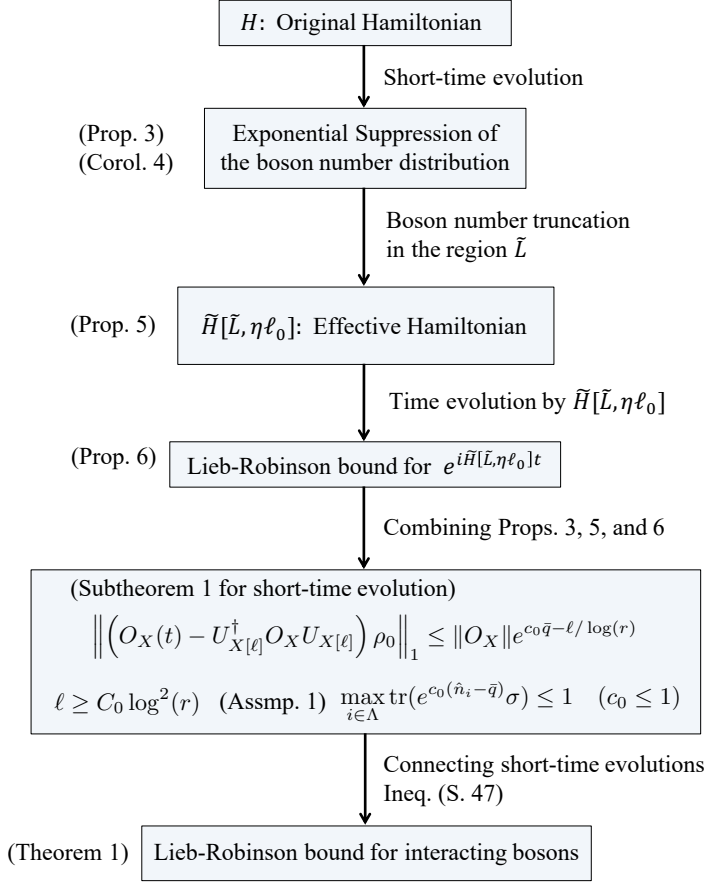 H: Original Hamiltonian
Short-time evolution
(Prop. 3)
(Corol. 4)
Exponential Suppression of
the boson number distribution
Boson number truncation
in the region L̃
(Prop. 5)
H̃[L̃, ηℓ₀]: Effective Hamiltonian
Time evolution by H̃[L̃, ηℓ₀]
(Prop. 6)
Lieb-Robinson bound for e^{iH̃[L̃,ηℓ₀]t}
Combining Props. 3, 5, and 6
(Subtheorem 1 for short-time evolution)
‖(O_X(t) − U†_{X[ℓ]} O_X U_{X[ℓ]}) ρ₀‖₁ ≤ ‖O_X‖e^{c₀q̄−ℓ/log(r)}
ℓ ≥ C₀ log²(r) (Assmp. 1) max_{i∈Λ} tr(e^{c₀(n̂_i−q̄)}σ) ≤ 1 (c₀ ≤ 1)
Connecting short-time evolutions
Ineq. (S. 47)
(Theorem 1)
Lieb-Robinson bound for interacting bosons